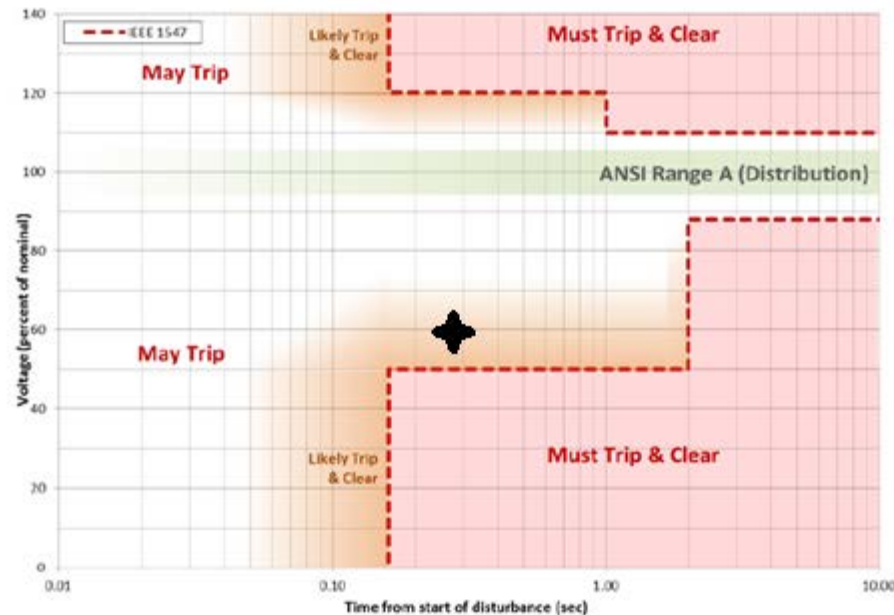 140
120
100
80
60
40
20
0
Voltage (percent of nominal)
IEEE 1547
May Trip
Likely Trip
& Clear
Must Trip & Clear
ANSI Range A (Distribution)
May Trip
Likely Trip
& Clear
Must Trip & Clear
0.01
0.10
1.00
10.00
Time from start of disturbance (sec)